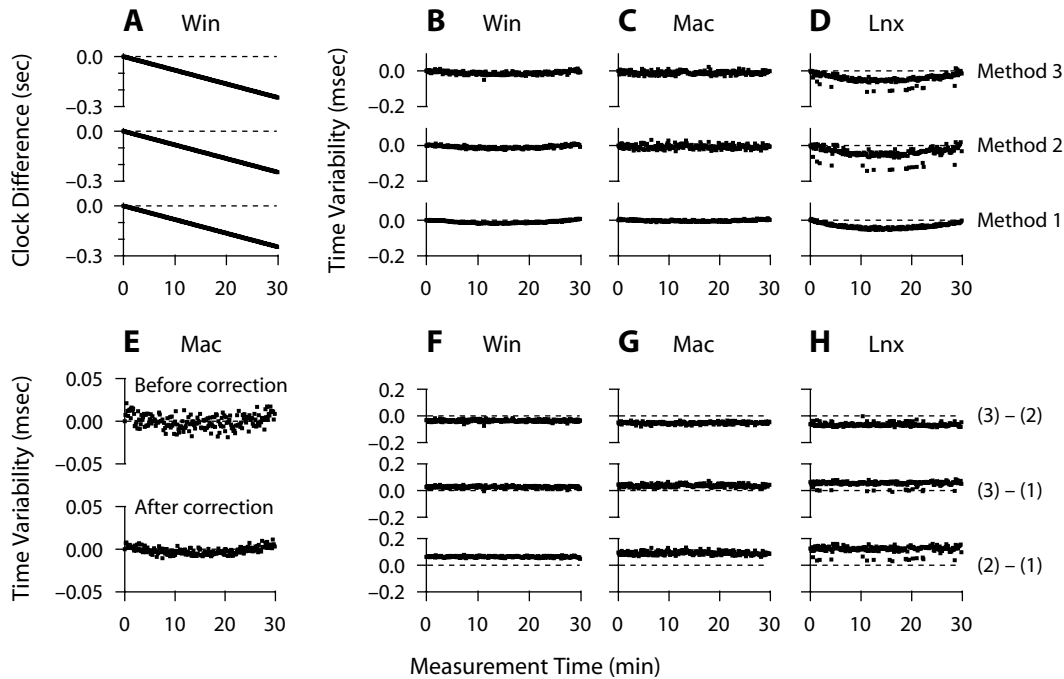 A Win
B Win
C Mac
D Lnx
Clock Difference (sec)
0.0
−0.3
0.0
−0.3
0.0
−0.3
0 10 20 30
Time Variability (msec)
0.0
−0.2
0.0
−0.2
0.0
−0.2
0 10 20 30
0 10 20 30
0 10 20 30
Method 3
Method 2
Method 1
E Mac
F Win
G Mac
H Lnx
Time Variability (msec)
0.05
0.00
−0.05
Before correction
0.05
0.00
−0.05
After correction
0 10 20 30
0.2
0.0
−0.2
0.2
0.0
−0.2
0.2
0.0
−0.2
0 10 20 30
0 10 20 30
0 10 20 30
(3) – (2)
(3) – (1)
(2) – (1)
Measurement Time (min)